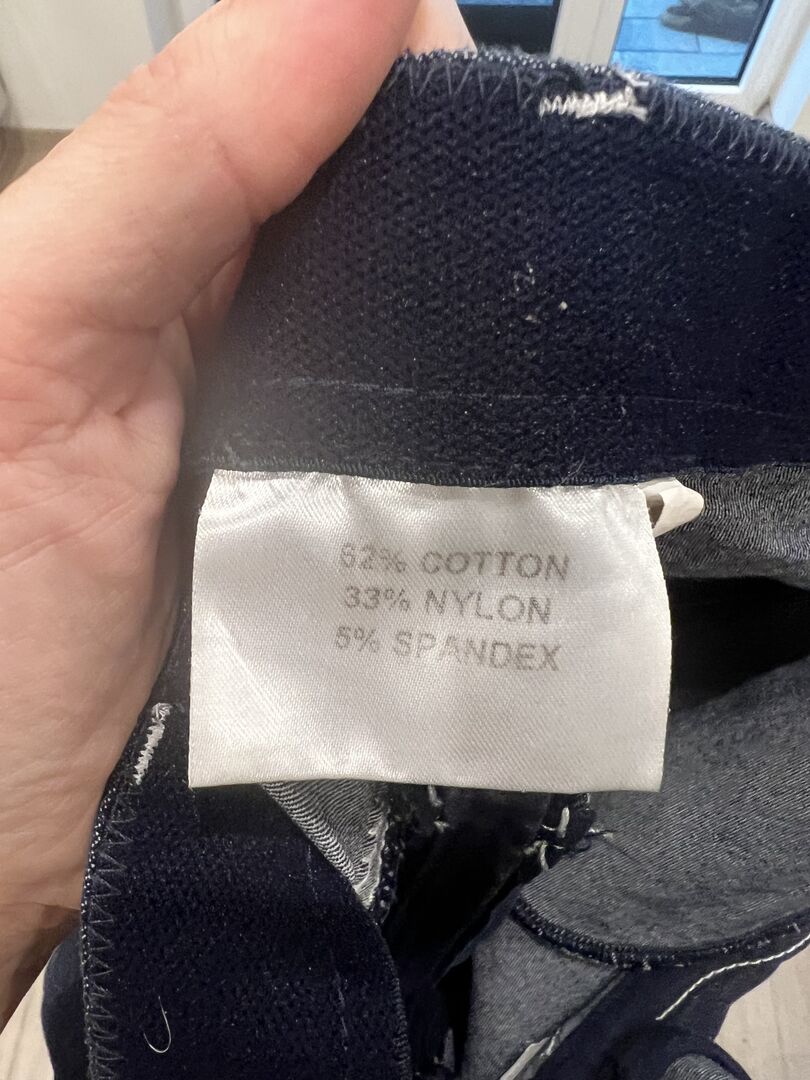 62% COTTON
33% NYLON
5% SPANDEX